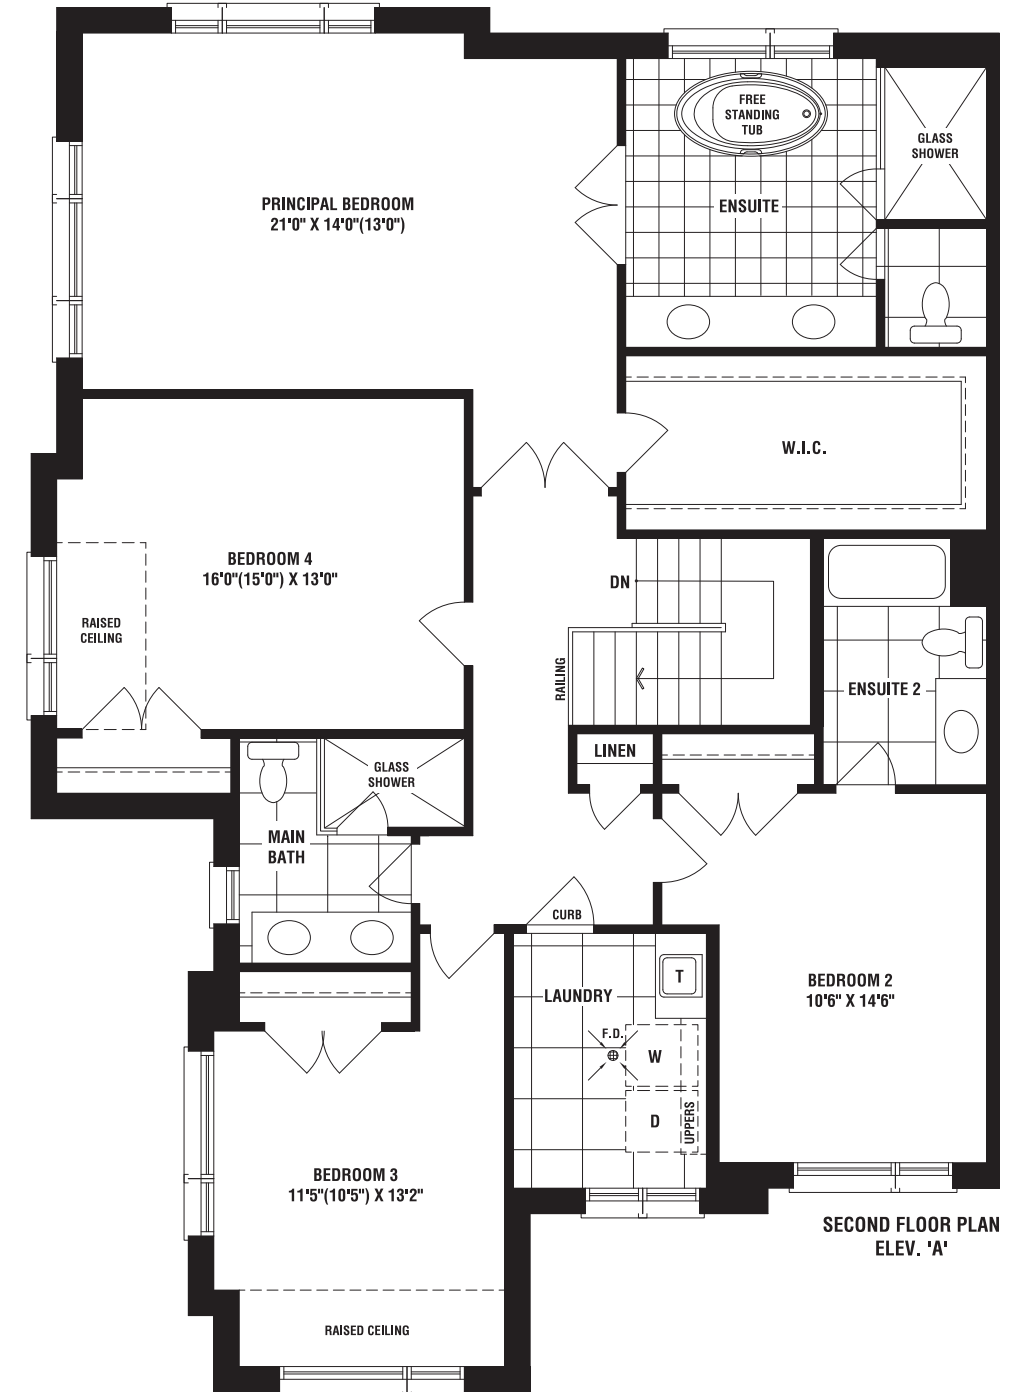 FREE
STANDING
TUB
GLASS
SHOWER
PRINCIPAL BEDROOM
21'0" X 14'0"(13'0")
ENSUITE
W.I.C.
BEDROOM 4
16'0"(15'0") X 13'0"
DN
RAISED
CEILING
RAILING
ENSUITE 2
LINEN
GLASS
SHOWER
MAIN
BATH
CURB
BEDROOM 2
10'6" X 14'6"
T
LAUNDRY
F.D.
W
D
UPPERS
BEDROOM 3
11'5"(10'5") X 13'2"
SECOND FLOOR PLAN
ELEV. 'A'
RAISED CEILING